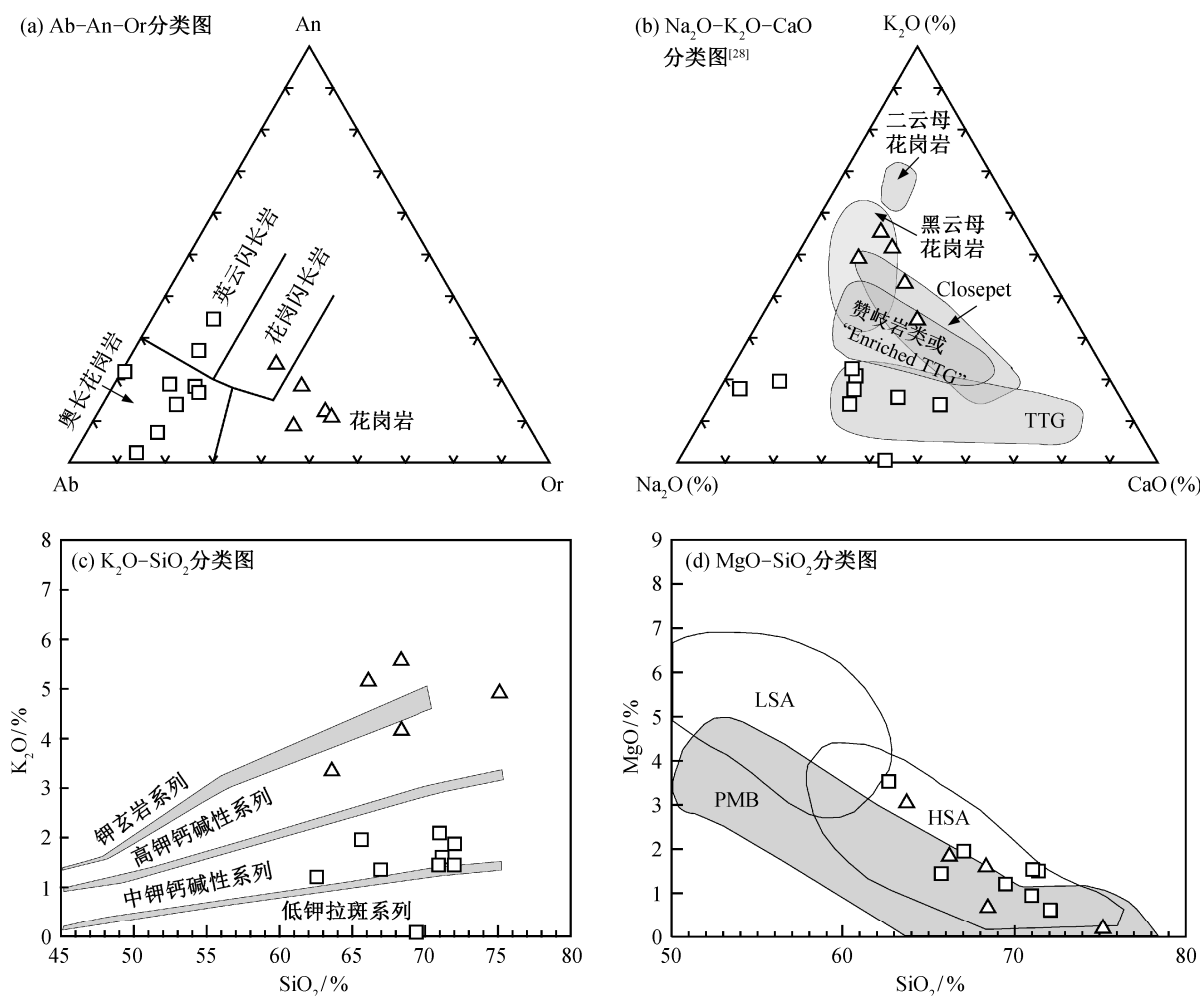 (a) Ab−An−Or分类图
An
英云闪长岩
花岗闪长岩
奥长花岗岩
花岗岩
Ab
Or
(b) Na₂O−K₂O−CaO
分类图[28]
K₂O (%)
二云母
花岗岩
黑云母
花岗岩
Closepet
赞岐岩类或
“Enriched TTG”
TTG
Na₂O (%)
CaO (%)
(c) K₂O−SiO₂分类图
8
7
6
5
4
3
2
1
0
K₂O/%
钾玄岩系列
高钾钙碱性系列
中钾钙碱性系列
低钾拉斑系列
45
50
55
60
65
70
75
80
SiO₂/%
(d) MgO−SiO₂分类图
9
8
7
6
5
4
3
2
1
0
MgO/%
LSA
PMB
HSA
50
60
70
80
SiO₂/%